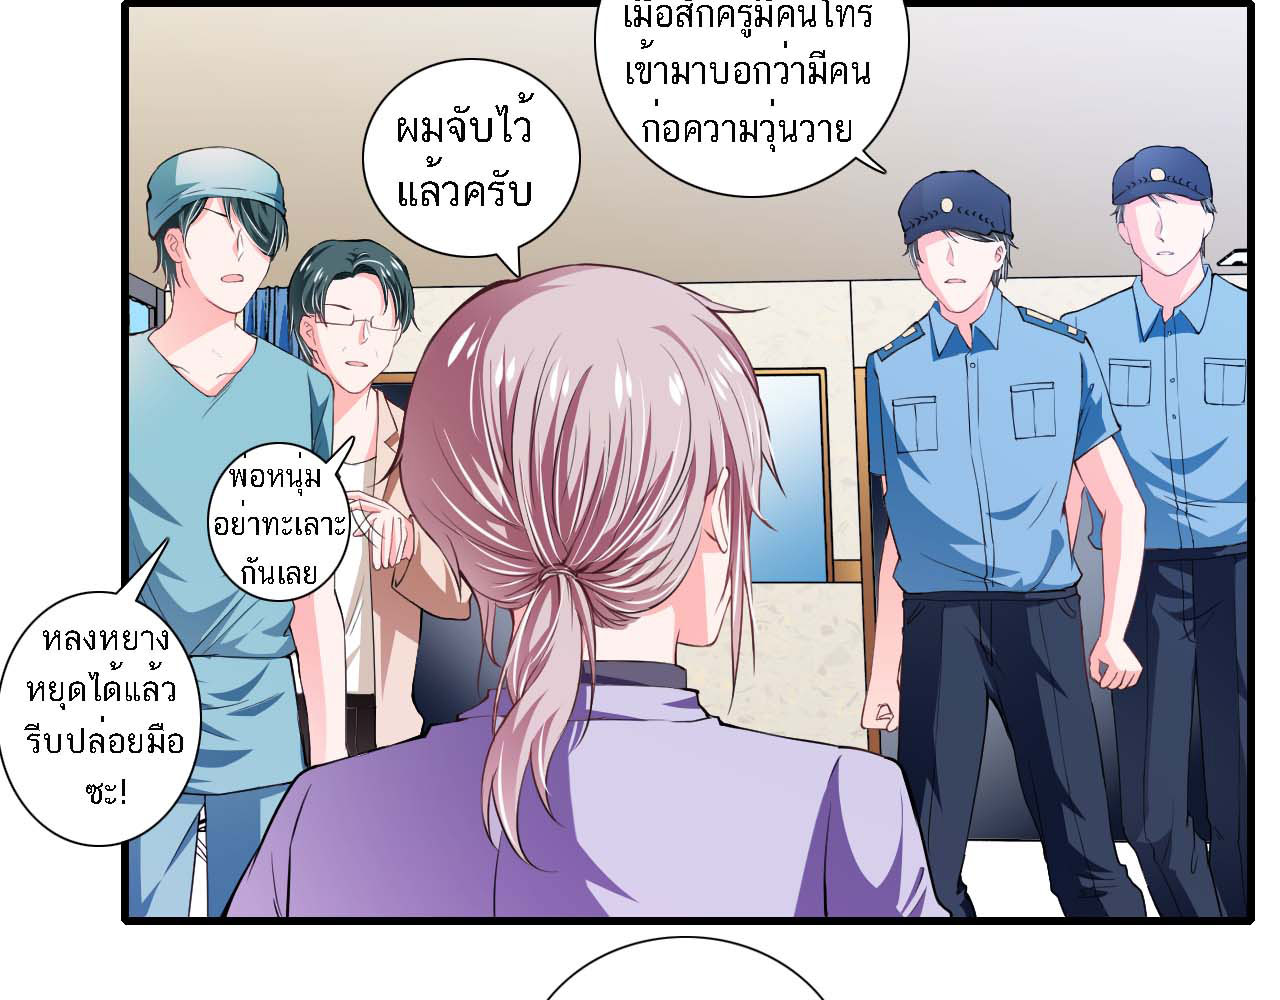 เมื่อสักครู่มีคนโทร
เข้ามาบอกว่ามีคน
ก่อความวุ่นวาย
ผมจับไว้
แล้วครับ
พ่อหนุ่ม
อย่าทะเลาะ
กันเลย
หลงหยาง
หยุดได้แล้ว
รีบปล่อยมือ
ซะ!